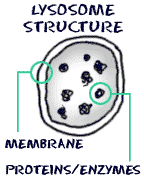 LYSOSOME
STRUCTURE
MEMBRANE
PROTEINS/ENZYMES